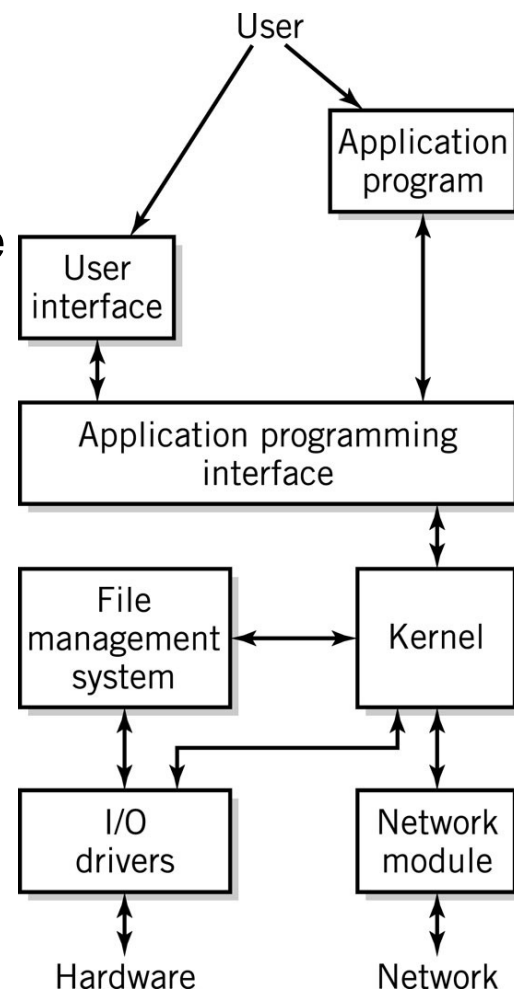 User
Application
program
e
User
interface
Application programming
interface
File
management
system
Kernel
I/O
drivers
Network
module
Hardware
Network